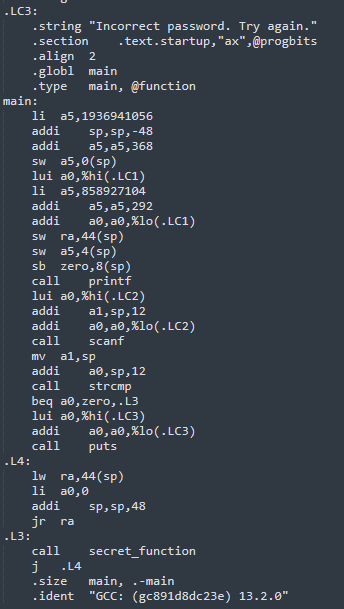 .LC3:
.string "Incorrect password. Try again."
.section .text.startup,"ax",@progbits
.align 2
.globl main
.type main, @function
main:
li a5,1936941056
addi sp,sp,-48
addi a5,a5,368
sw a5,0(sp)
lui a0,%hi(.LC1)
li a5,858927104
addi a5,a5,292
addi a0,a0,%lo(.LC1)
sw ra,44(sp)
sw a5,4(sp)
sb zero,8(sp)
call printf
lui a0,%hi(.LC2)
addi a1,sp,12
addi a0,a0,%lo(.LC2)
call scanf
mv a1,sp
addi a0,sp,12
call strcmp
beq a0,zero,.L3
lui a0,%hi(.LC3)
addi a0,a0,%lo(.LC3)
call puts
.L4:
lw ra,44(sp)
li a0,0
addi sp,sp,48
jr ra
.L3:
call secret_function
j .L4
.size main, .-main
.ident "GCC: (gc891d8dc23e) 13.2.0"